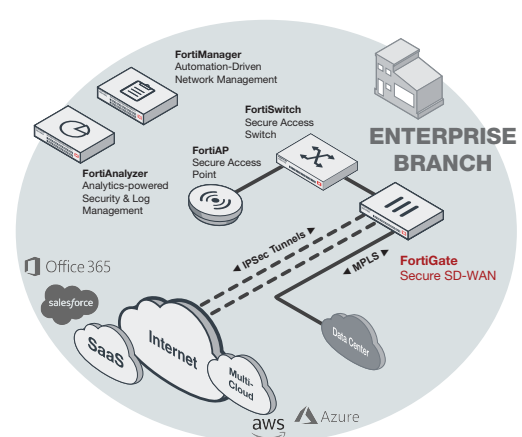 FortiManager
Automation-Driven
Network Management
FortiSwitch
Secure Access
Switch
ENTERPRISE
BRANCH
FortiAP
Secure Access
Point
FortiAnalyzer
Analytics-powered
Security & Log
Management
◄ IPSec Tunnels ►
◄ MPLS ►
FortiGate
Secure SD-WAN
Office 365
salesforce
SaaS
Internet
Multi-
Cloud
Data Center
aws
Azure